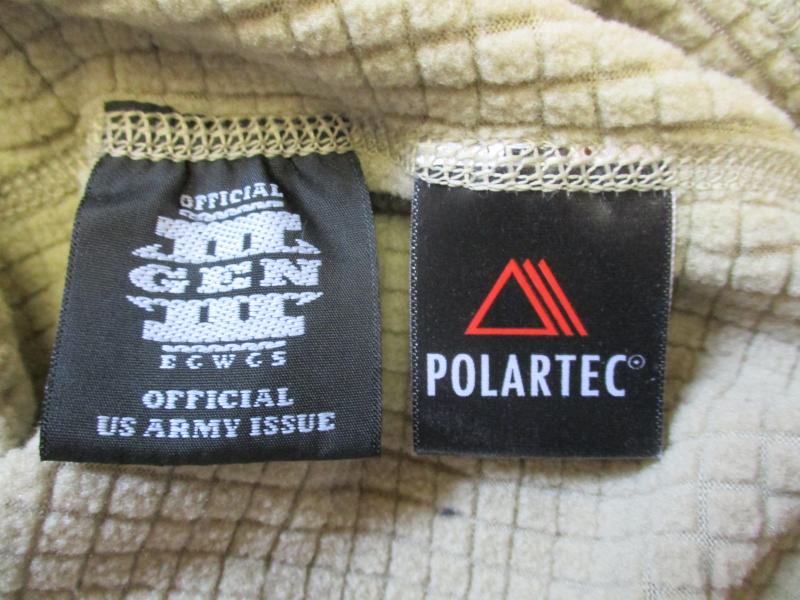 OFFICIAL
III
GEN
III
ECWCS
OFFICIAL
US ARMY ISSUE
POLARTEC®